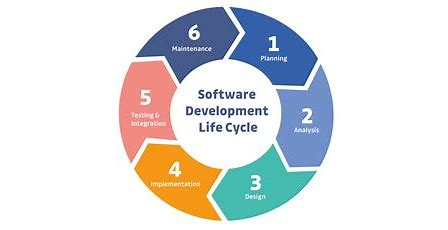 Software
Development
Life Cycle
1
Planning
2
Analysis
3
Design
4
Implementation
5
Testing &
Integration
6
Maintenance